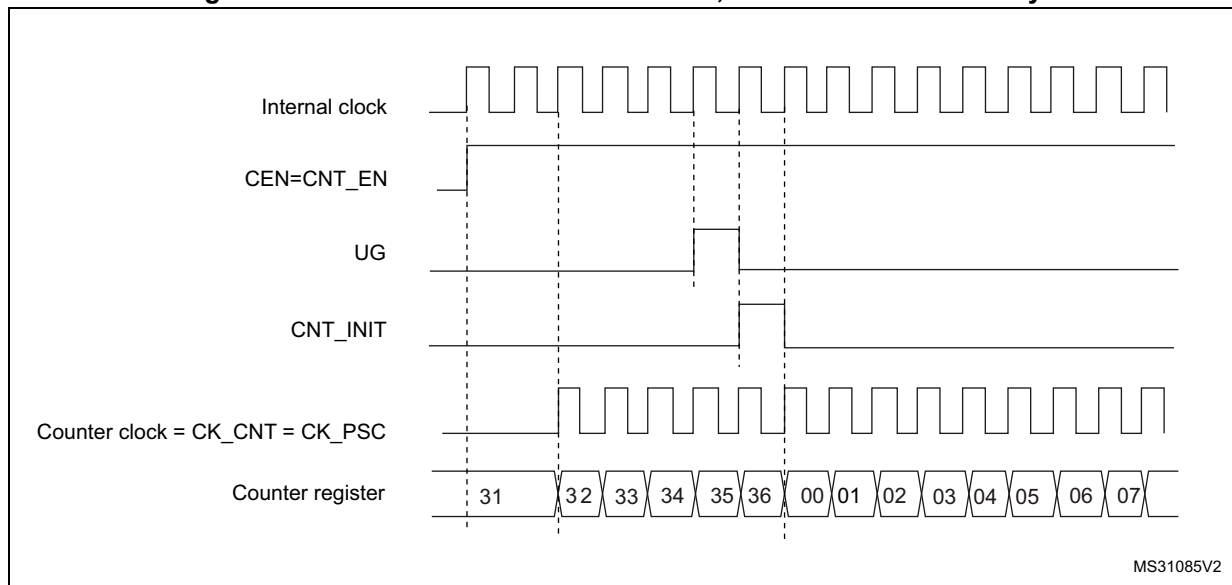 Internal clock
CEN=CNT_EN
UG
CNT_INIT
Counter clock = CK_CNT = CK_PSC
Counter register 31 32 33 34 35 36 00 01 02 03 04 05 06 07
MS31085V2